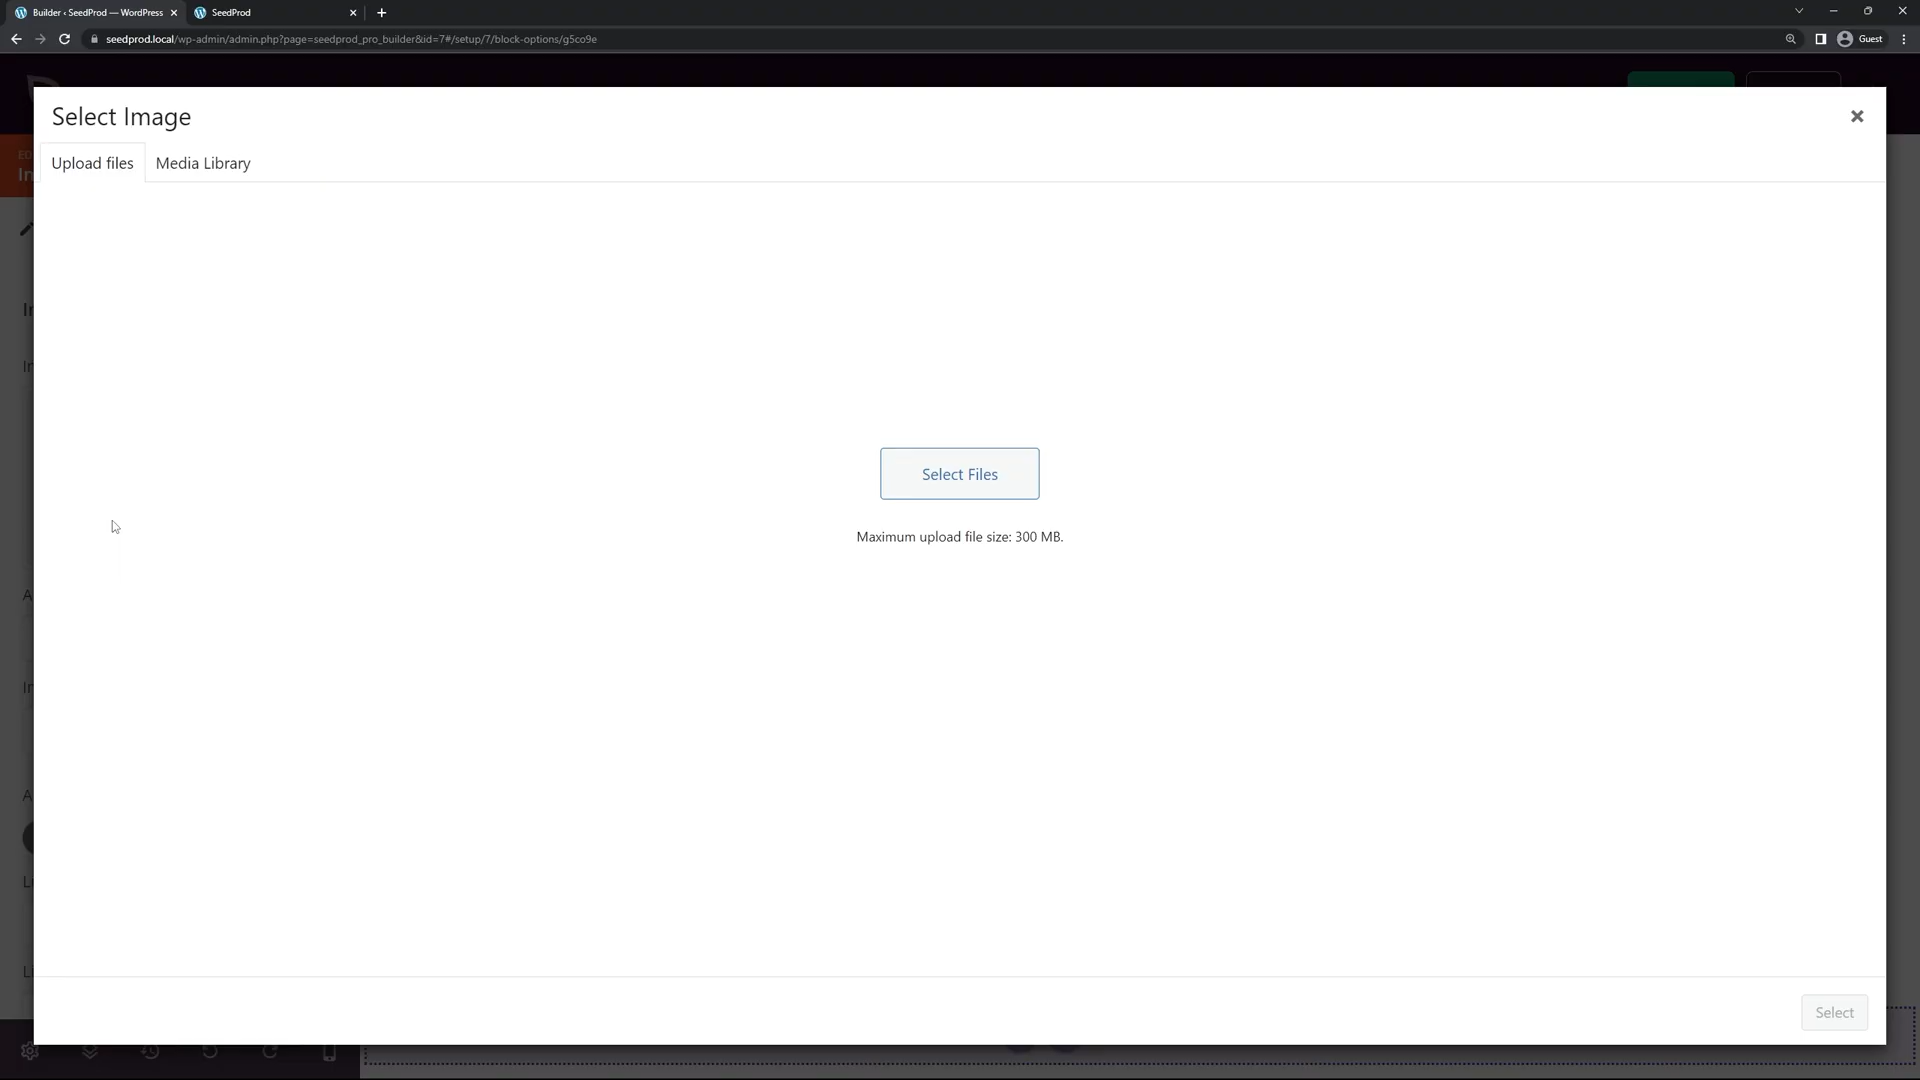 Builder ‹ SeedProd — WordPress
SeedProd
seedprod.local/wp-admin/admin.php?page=seedprod_pro_builder&id=7#/setup/7/block-options/g5co9e
Guest
Select Image
Upload files
Media Library
Select Files
Maximum upload file size: 300 MB.
Select